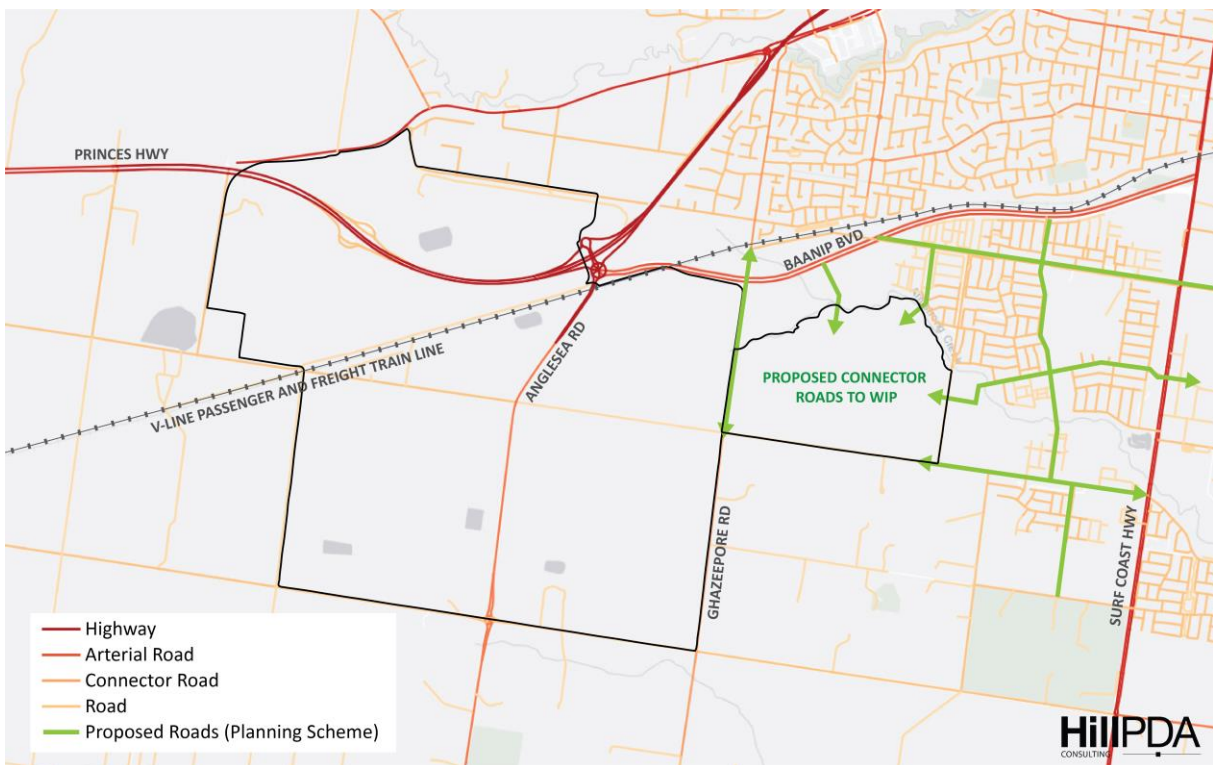 PRINCES HWY
BAANIP BVD
ANGLESEA RD
V-LINE PASSENGER AND FREIGHT TRAIN LINE
PROPOSED CONNECTOR
ROADS TO WIP
GHAZEEPORE RD
SURF COAST HWY
Highway
Arterial Road
Connector Road
Road
Proposed Roads (Planning Scheme)
HillPDA
CONSULTING